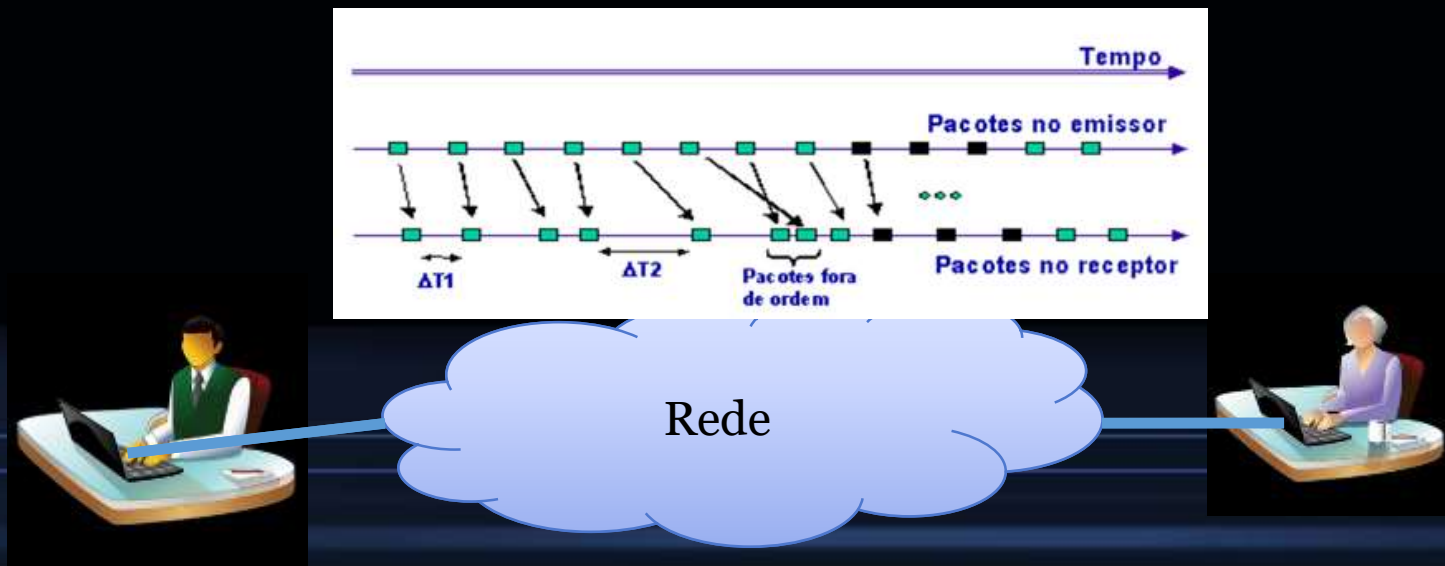 Tempo
Pacotes no emissor
ΔT1
ΔT2
Pacotes fora
de ordem
Pacotes no receptor
Rede